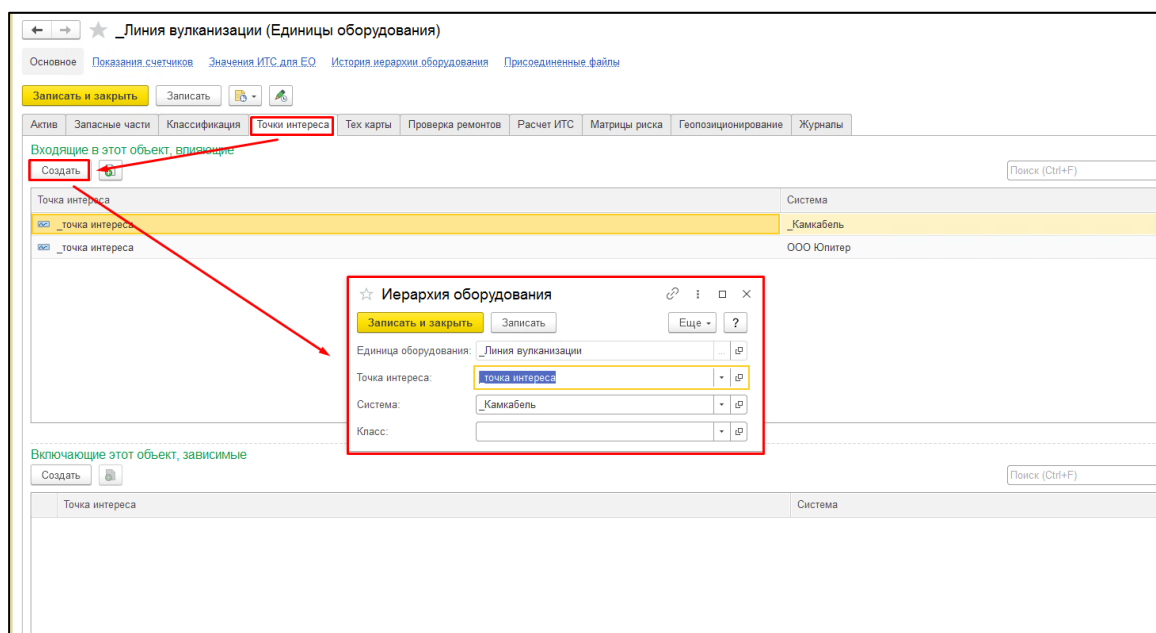 _Линия вулканизации (Единицы оборудования)
Основное Показания счетчиков Значения ИТС для ЕО История иерархии оборудования Присоединенные файлы
Записать и закрыть Записать
Актив Запасные части Классификация Точки интереса Тех карты Проверка ремонтов Расчет ИТС Матрицы риска Геопозиционирование Журналы
Входящие в этот объект, влияющие
Создать Поиск (Ctrl+F)
Точка интереса Система
_точка интереса _Камкабель
_точка интереса ООО Юпитер
Иерархия оборудования
Записать и закрыть Записать Еще ?
Единица оборудования: _Линия вулканизации
Точка интереса: _точка интереса
Система: _Камкабель
Класс:
Включающие этот объект, зависимые
Создать Поиск (Ctrl+F)
Точка интереса Система